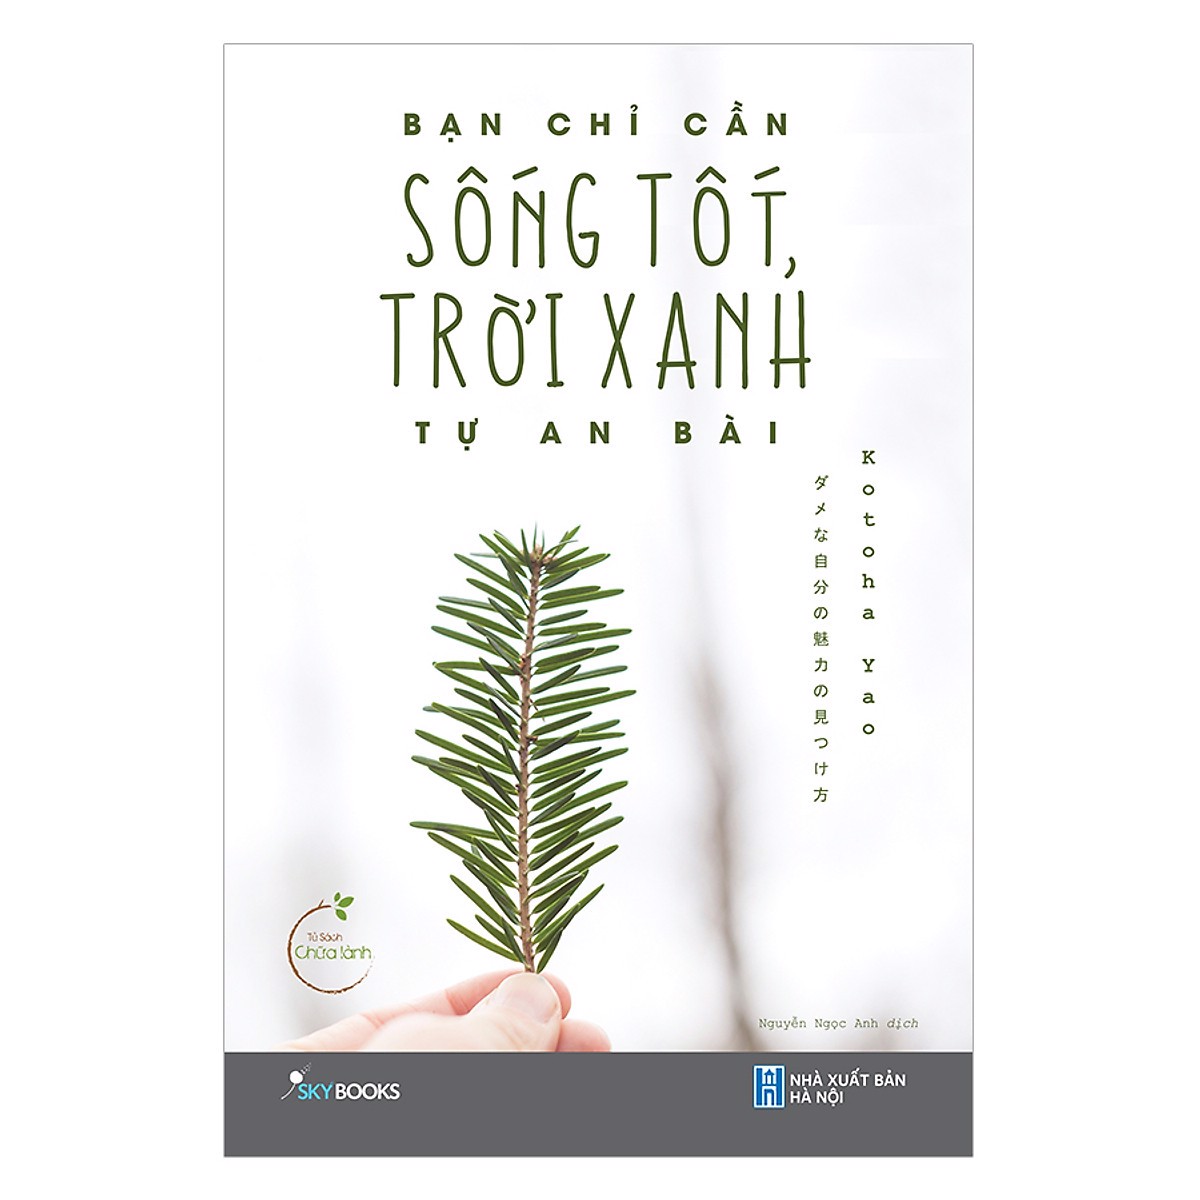 BẠN CHỈ CẦN
SỐNG TỐT,
TRỜI XANH
TỰ AN BÀI
Kotoha Yao
ダメな自分の魅力の見つけ方
Tủ Sách
Chữa lành
Nguyễn Ngọc Anh dịch
SKYBOOKS
NHÀ XUẤT BẢN
HÀ NỘI